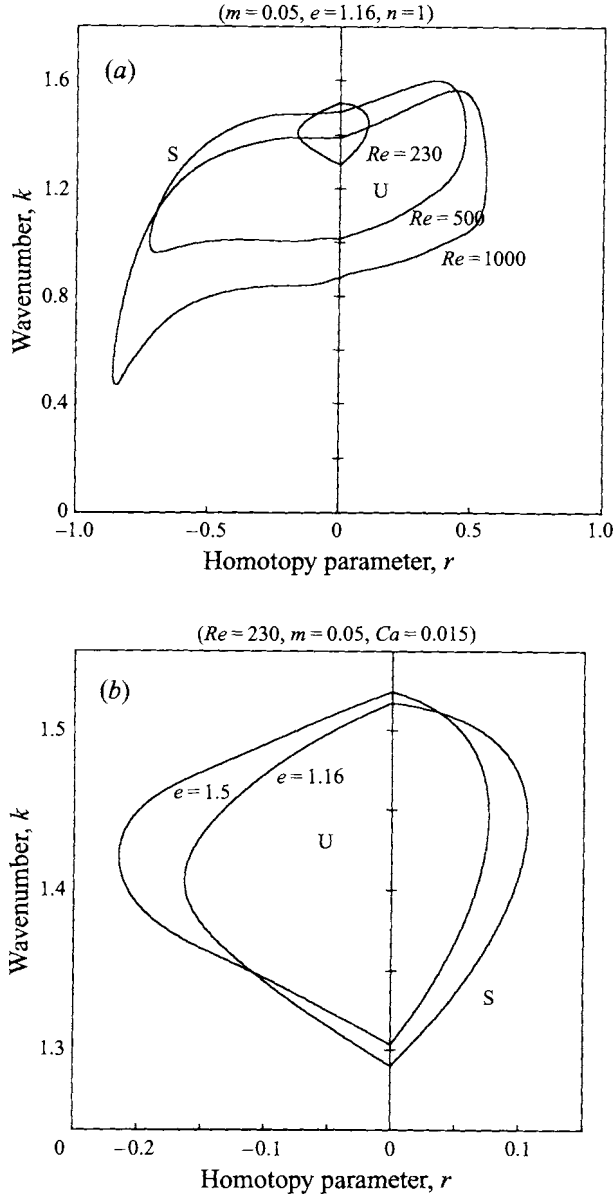 (m = 0.05, e = 1.16, n = 1)
(a)
1.6
S
Re = 230
1.2
U
Re = 500
Re = 1000
Wavenumber, k
0.8
0.4
0
−1.0 −0.5 0 0.5 1.0
Homotopy parameter, r
(Re = 230, m = 0.05, Ca = 0.015)
(b)
1.5
e = 1.5
e = 1.16
U
Wavenumber, k
1.4
S
1.3
0 −0.2 −0.1 0 0.1
Homotopy parameter, r